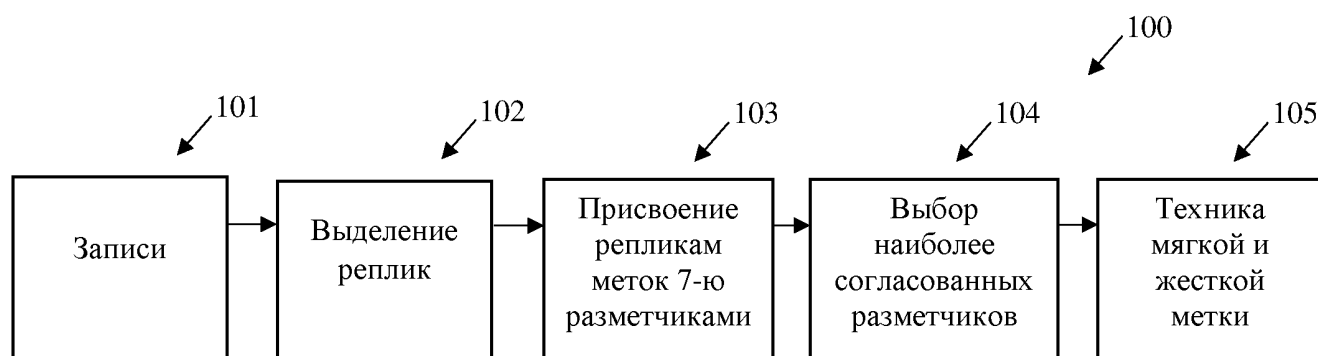 100
101
102
103
104
105
Записи
Выделение
реплик
Присвоение
репликам
меток 7-ю
разметчиками
Выбор
наиболее
согласованных
разметчиков
Техника
мягкой и
жесткой
метки